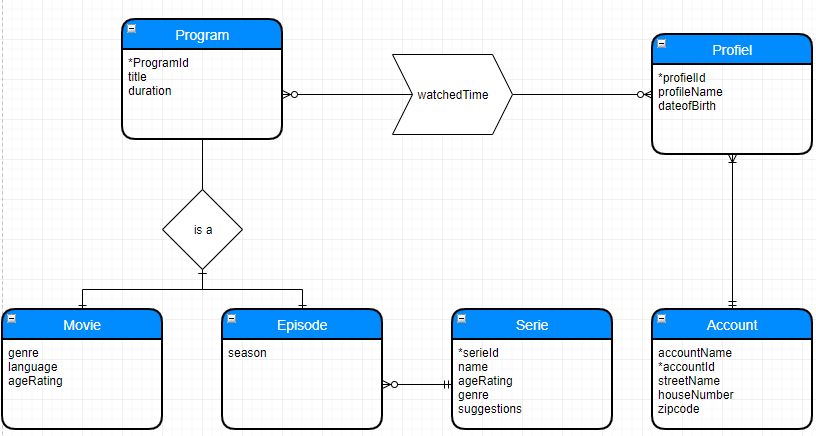 Program
*ProgramId
title
duration
watchedTime
Profiel
*profielId
profileName
dateofBirth
is a
Movie
genre
language
ageRating
Episode
season
Serie
*serieId
name
ageRating
genre
suggestions
Account
accountName
*accountId
streetName
houseNumber
zipcode